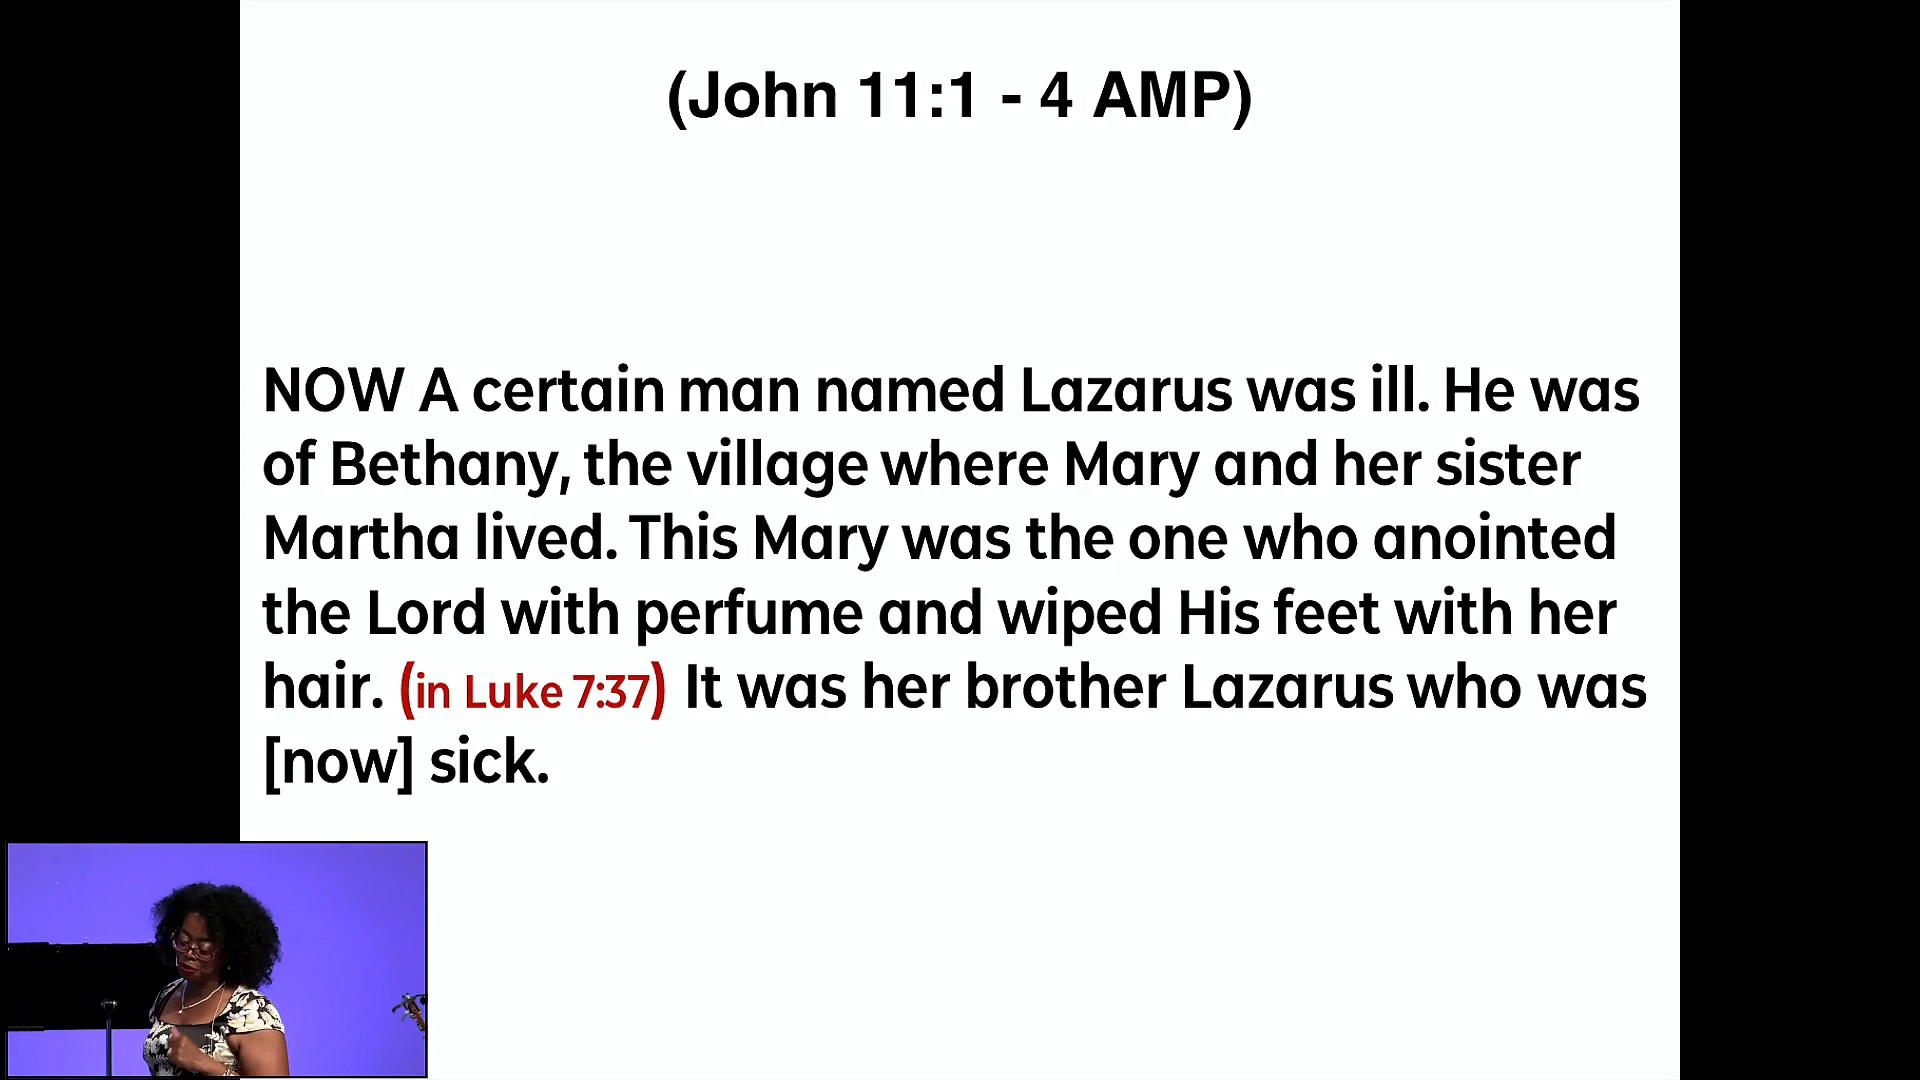 (John 11:1 - 4 AMP)
NOW A certain man named Lazarus was ill. He was
of Bethany, the village where Mary and her sister
Martha lived. This Mary was the one who anointed
the Lord with perfume and wiped His feet with her
hair. (in Luke 7:37) It was her brother Lazarus who was
[now] sick.